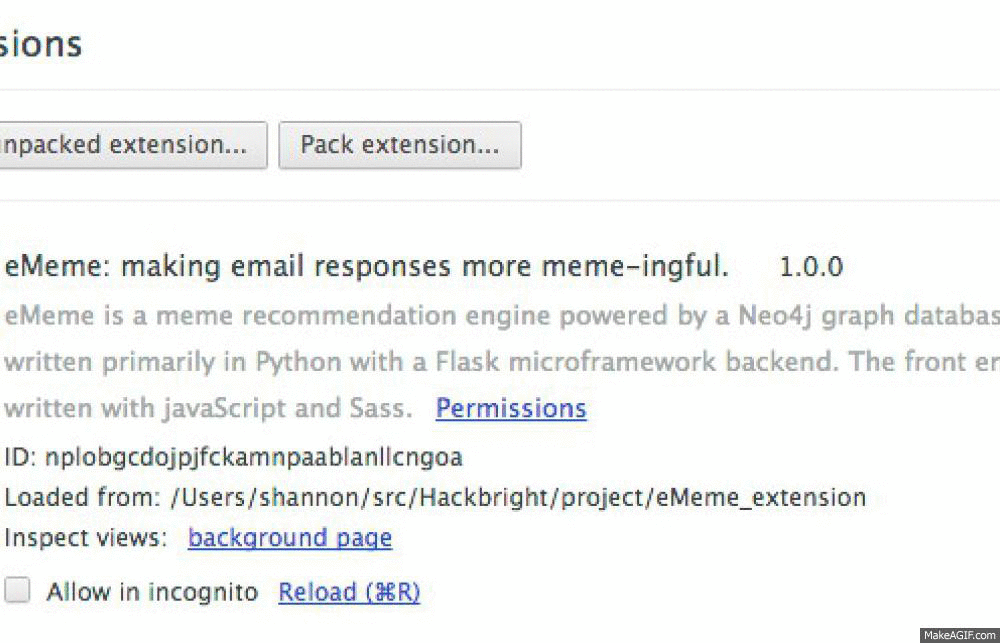 sions
npacked extension...
Pack extension...
eMeme: making email responses more meme-ingful. 1.0.0
eMeme is a meme recommendation engine powered by a Neo4j graph databas
written primarily in Python with a Flask microframework backend. The front er
written with javaScript and Sass. Permissions
ID: nplobgcdojpjfckamnpaablanllcngoa
Loaded from: /Users/shannon/src/Hackbright/project/eMeme_extension
Inspect views: background page
Allow in incognito Reload (⌘R)
MakeAGIF.com